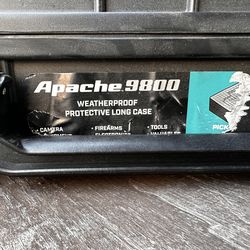 Apache 9800
WEATHERPROOF
PROTECTIVE LONG CASE
PICK
• CAMERA • FIREARMS • TOOLS